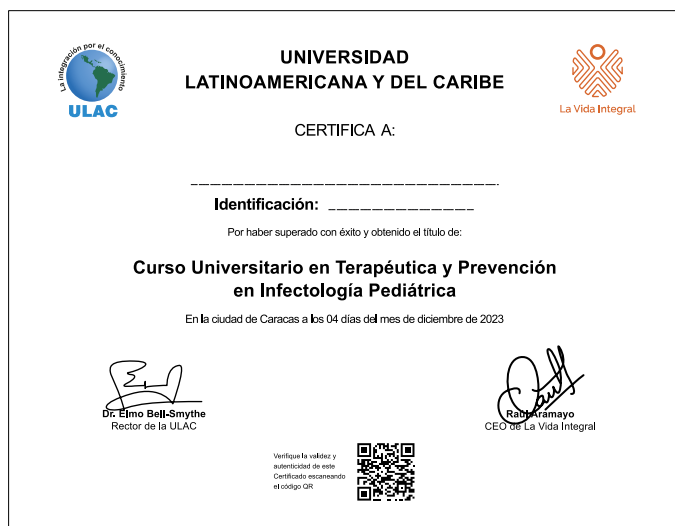 La integración por el conocimiento
ULAC
UNIVERSIDAD
LATINOAMERICANA Y DEL CARIBE
La Vida Integral
CERTIFICA A:
Identificación:
Por haber superado con éxito y obtenido el título de:
Curso Universitario en Terapéutica y Prevención
en Infectología Pediátrica
En la ciudad de Caracas a los 04 días del mes de diciembre de 2023
Dr. Elmo Bell-Smythe
Rector de la ULAC
Raúl Aramayo
CEO de La Vida Integral
Verifique la validez y
autenticidad de este
Certificado escaneando
el código QR